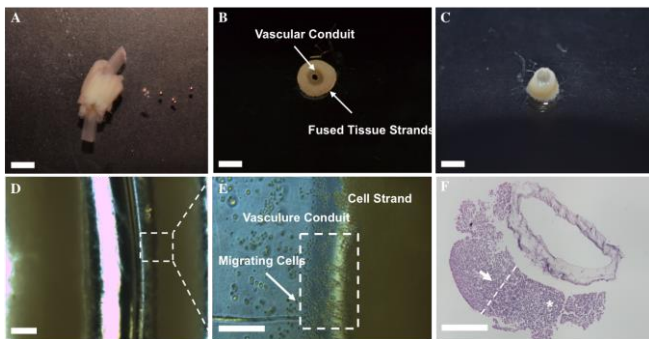 A
B
Vascular Conduit
Fused Tissue Strands
C
D
E
Cell Strand
Vasculure Conduit
Migrating Cells
F
*